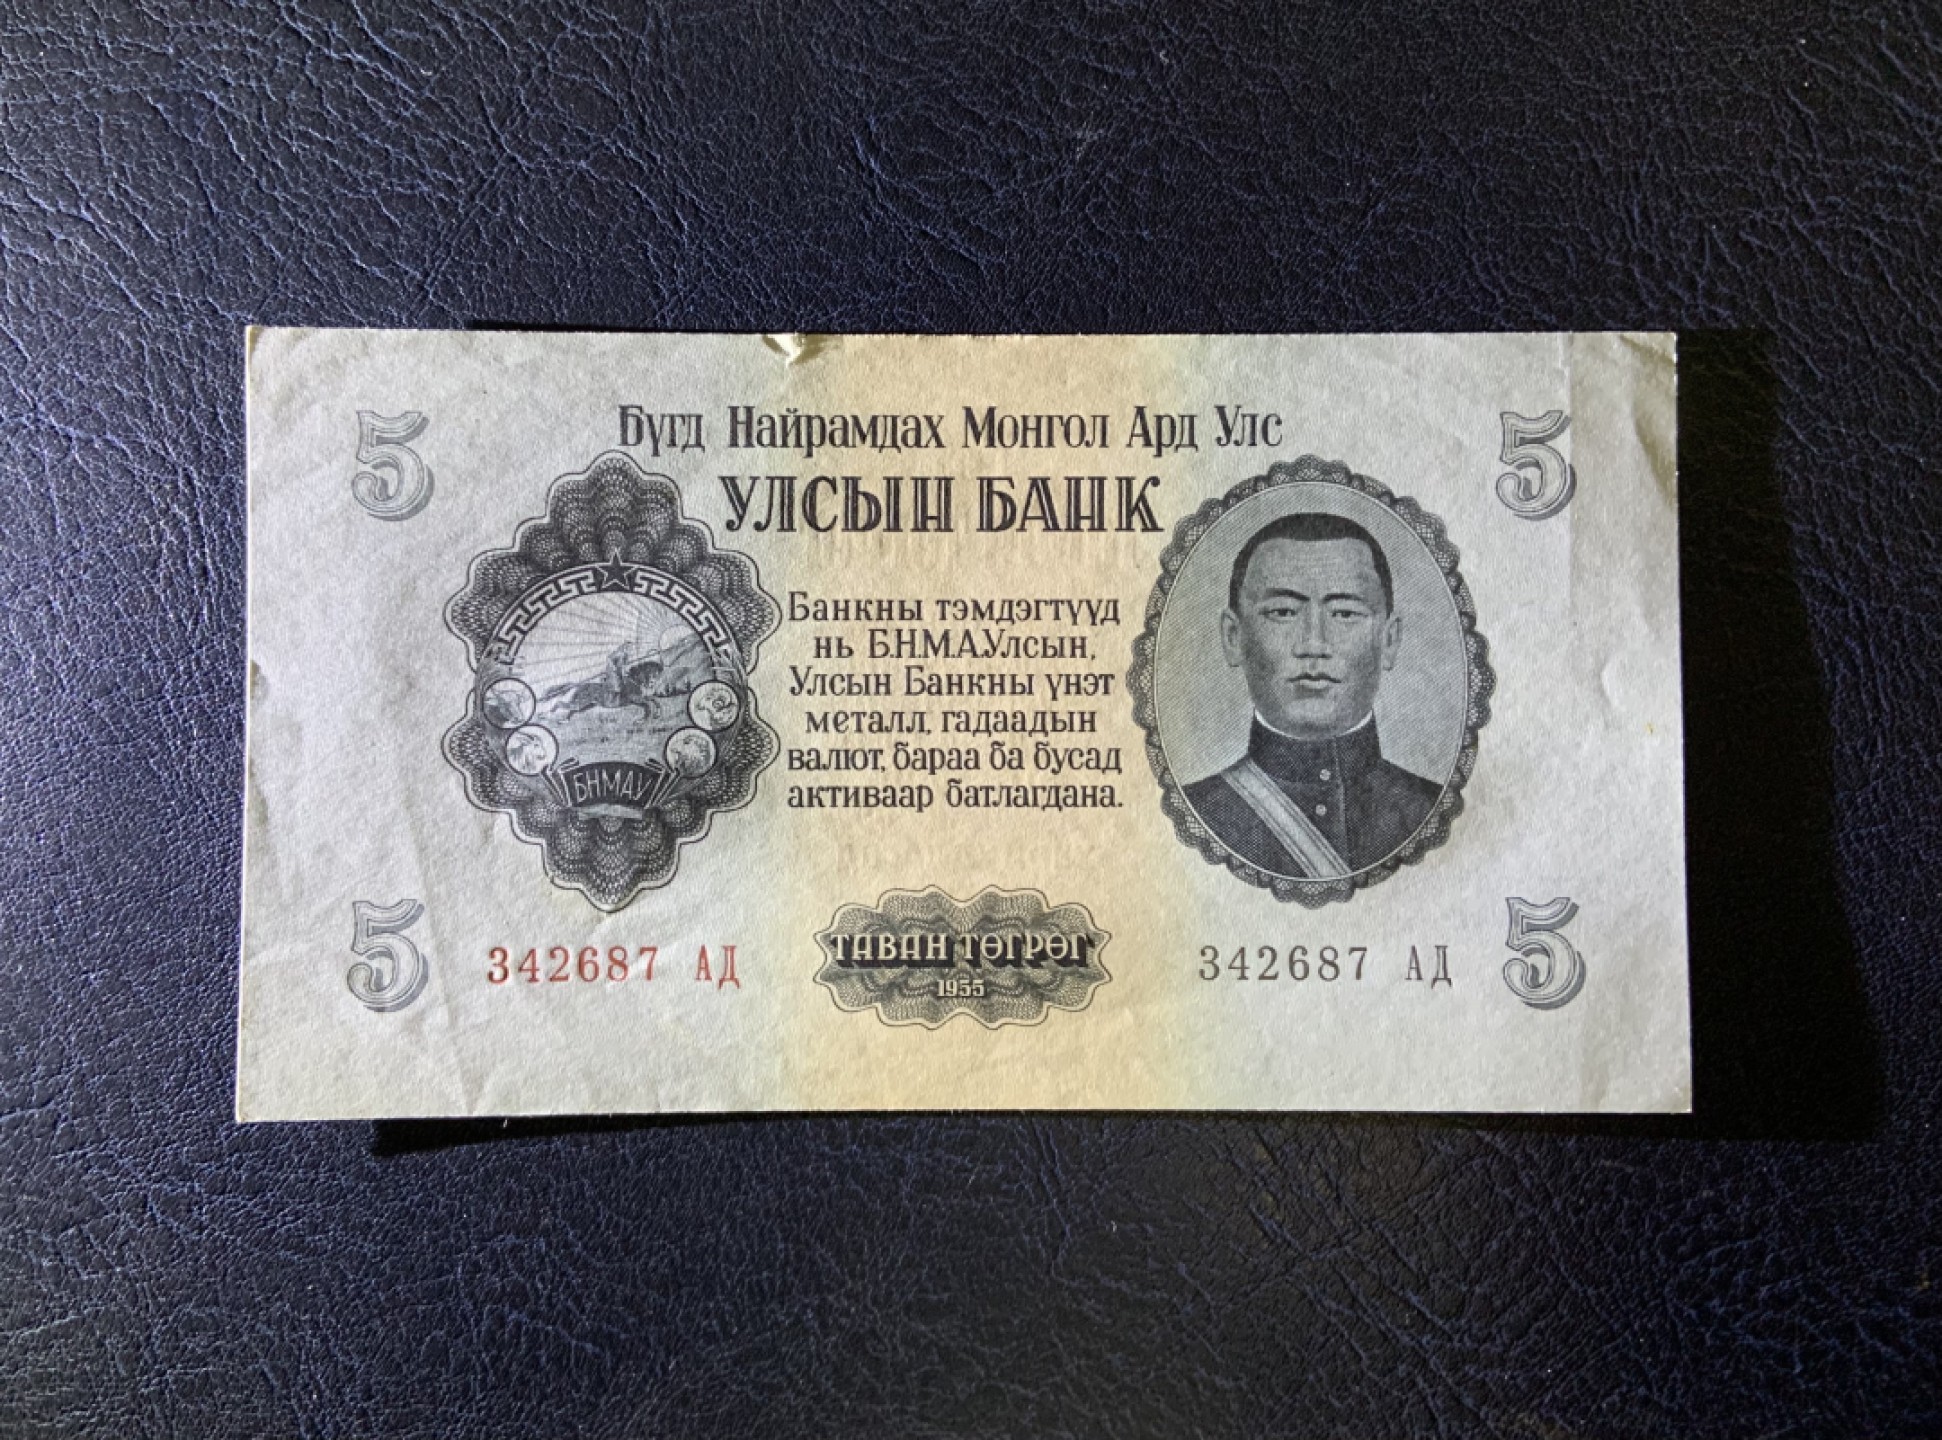 5
5
Бүгд Найрамдах Монгол Ард Улс
УЛСЫН БАНК
Банкны тэмдэгтүүд
нь Б.Н.М.А.Улсын,
Улсын Банкны үнэт
металл, гадаадын
валют, бараа ба бусад
активаар батлагдана.
БНМАУ
5
342687 АД
ТАВАН ТӨГРӨГ
1955
342687 АД
5